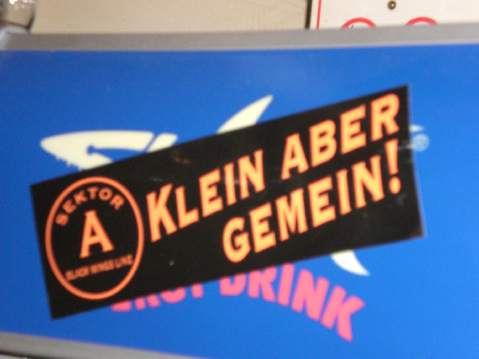 SEKTOR
A
BLACK WINGS LINZ
KLEIN ABER
GEMEIN!
DRINK
®